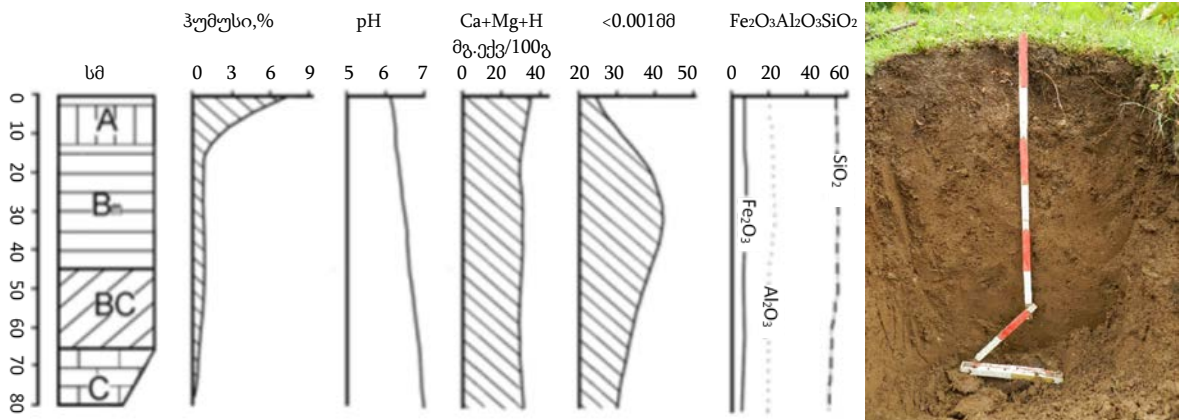 ჰუმუსი,% pH Ca+Mg+H <0.001მმ Fe₂O₃Al₂O₃SiO₂
მგ.ექვ/100გ
სმ 0 3 6 9 5 6 7 0 20 40 20 30 40 50 0 20 40 60
0
A
10
20
Bm
30
40
50
BC
60
70
C
80
SiO₂
Fe₂O₃
Al₂O₃